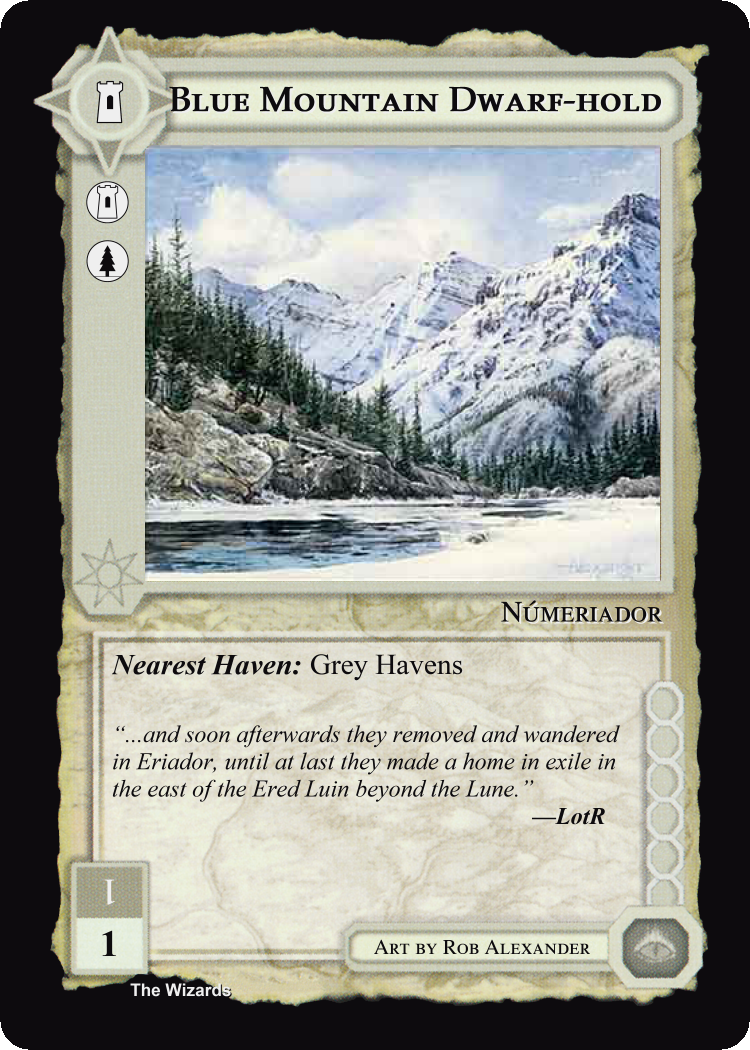 Blue Mountain Dwarf-hold
Númeriador
Nearest Haven: Grey Havens
“...and soon afterwards they removed and wandered
in Eriador, until at last they made a home in exile in
the east of the Ered Luin beyond the Lune.”
—LotR
1
1
Art by Rob Alexander
The Wizards